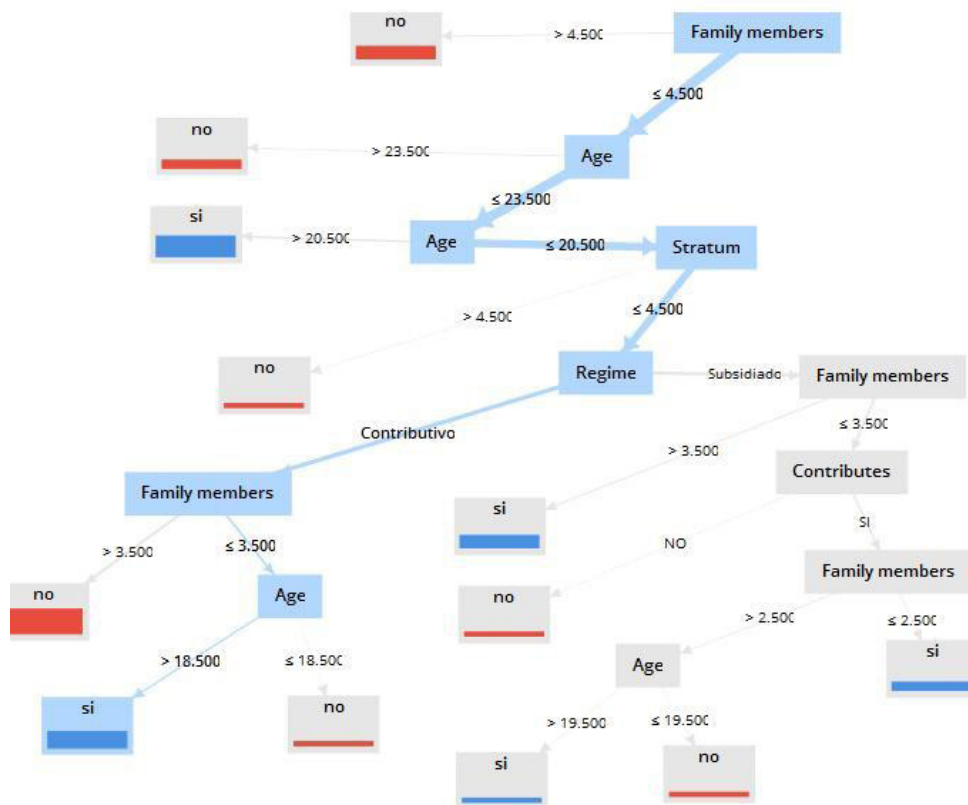 no
> 4.500
Family members
≤ 4.500
no
> 23.500
Age
≤ 23.500
si
> 20.500
Age
≤ 20.500
Stratum
> 4.500
≤ 4.500
no
Regime
Subsidiado
Family members
Contributivo
> 3.500
≤ 3.500
Family members
Contributes
si
> 3.500
≤ 3.500
NO
SI
no
Age
no
Family members
> 18.500
≤ 18.500
> 2.500
≤ 2.500
Age
si
si
no
> 19.500
≤ 19.500
si
no